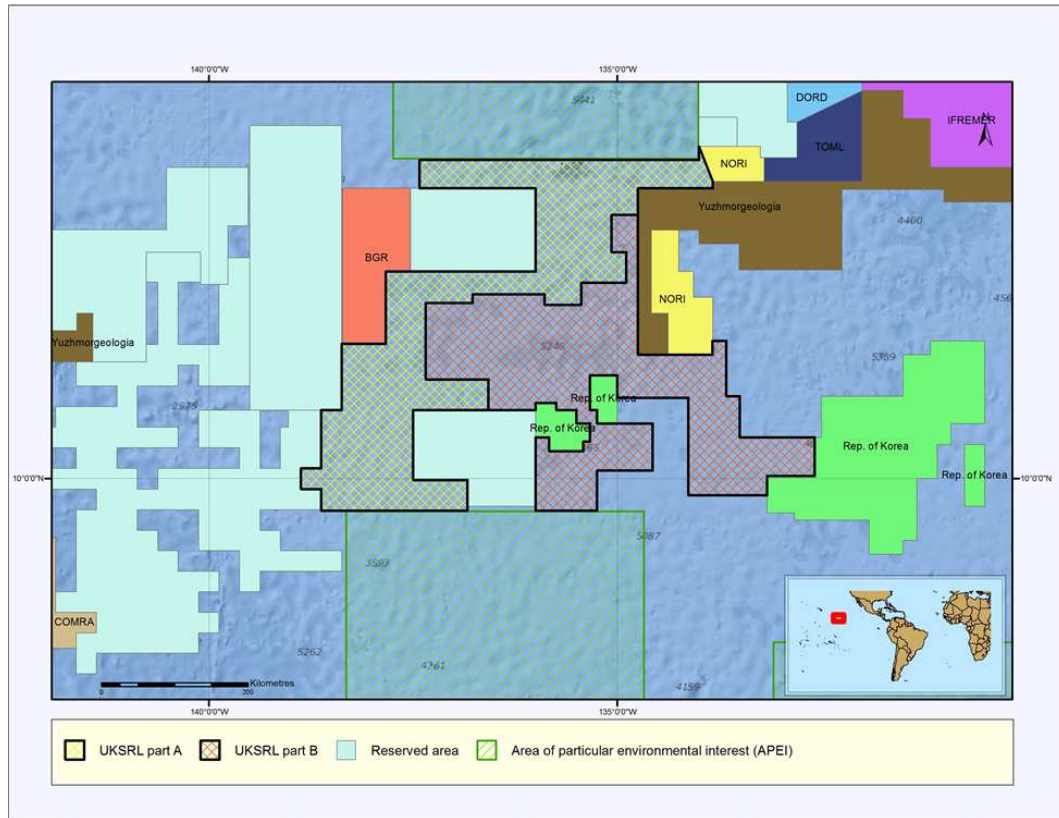 140°0'0"W
135°0'0"W
5441
DORD
IFREMER
N
TOML
NORI
Yuzhmorgeologia
4400
BGR
NORI
Yuzhmorgeologia
5246
5389
2975
Rep. of Korea
Rep. of Korea
Rep. of Korea
Rep. of Korea
10°0'0"N
10°0'0"N
5087
3593
COMRA
5262
4361
4159
Kilometres
0
200
140°0'0"W
135°0'0"W
UKSRL part A
UKSRL part B
Reserved area
Area of particular environmental interest (APEI)